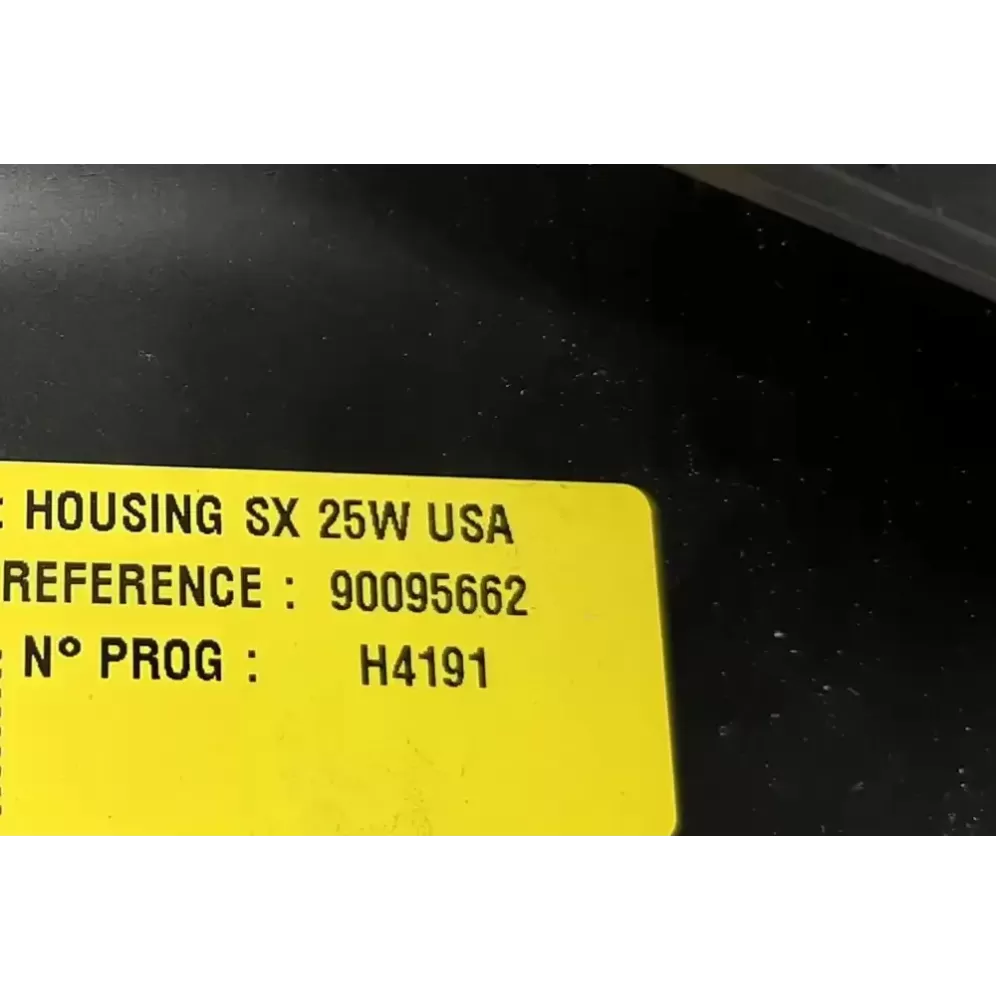 : HOUSING SX 25W USA
REFERENCE : 90095662
: N° PROG : H4191